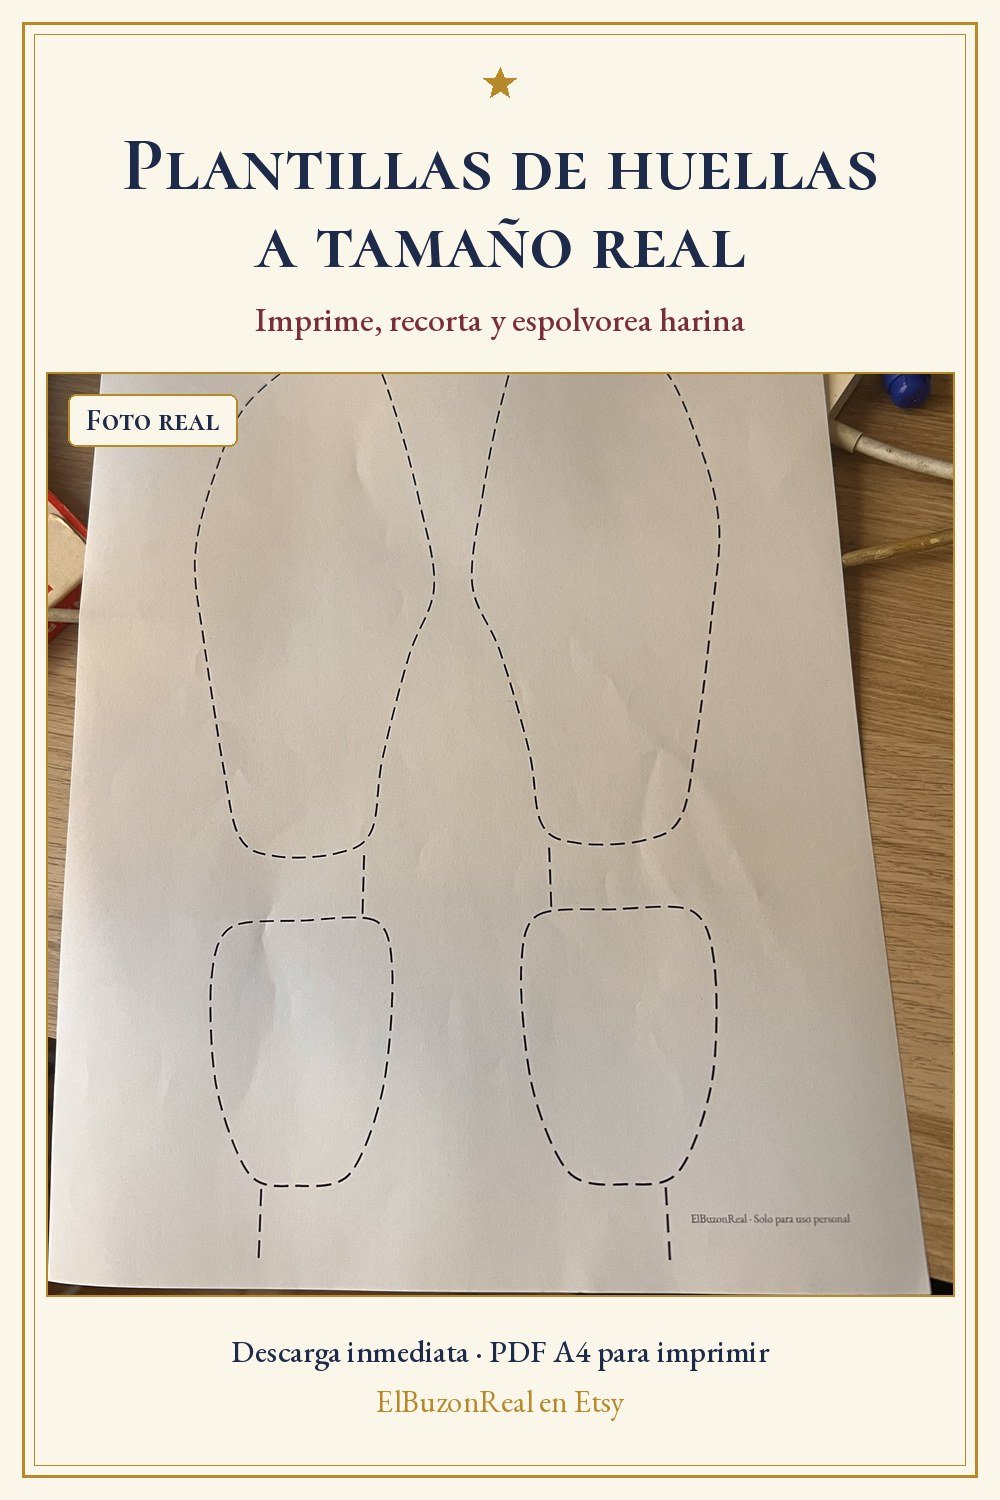 Plantillas de huellas
a tamaño real
Imprime, recorta y espolvorea harina
Foto real
ElBuzonReal · Solo para uso personal
Descarga inmediata · PDF A4 para imprimir
ElBuzonReal en Etsy